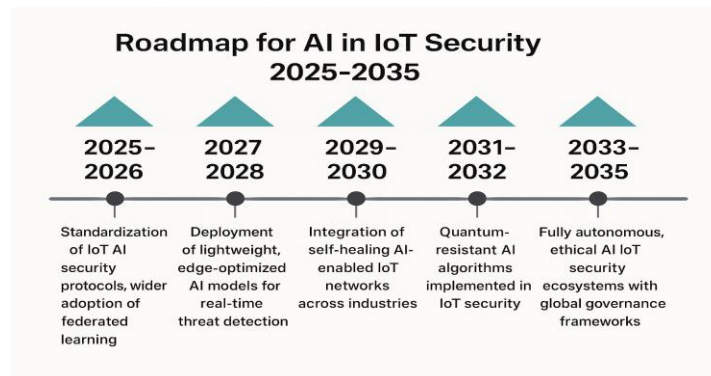 Roadmap for AI in IoT Security
2025–2035
2025–
2026
2027
2028
2029–
2030
2031–
2032
2033–
2035
Standardization
of IoT AI
security
protocols, wider
adoption of
federated
learning
Deployment
of lightweight,
edge-optimized
AI models for
real-time
threat detection
Integration of
self-healing AI-
enabled IoT
networks
across industries
Quantum-
resistant AI
algorithms
implemented in
IoT security
Fully autonomous,
ethical AI IoT
security
ecosystems with
global governance
frameworks